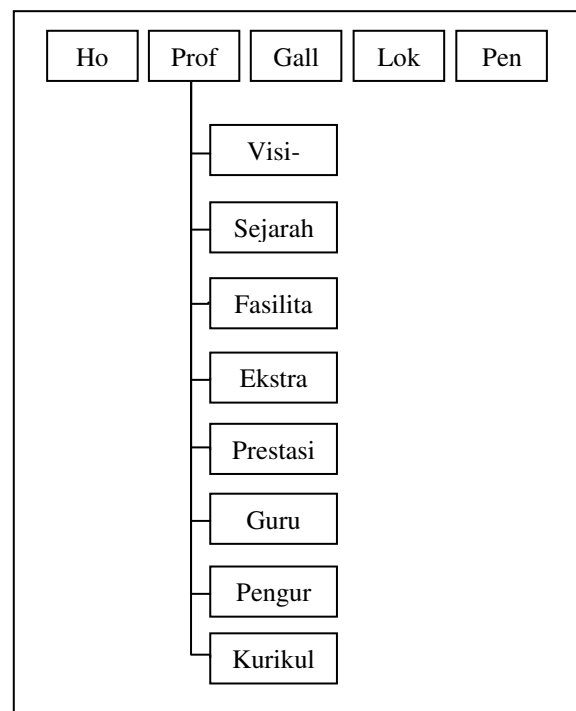 Ho Prof Gall Lok Pen
Visi-
Sejarah
Fasilita
Ekstra
Prestasi
Guru
Pengur
Kurikul